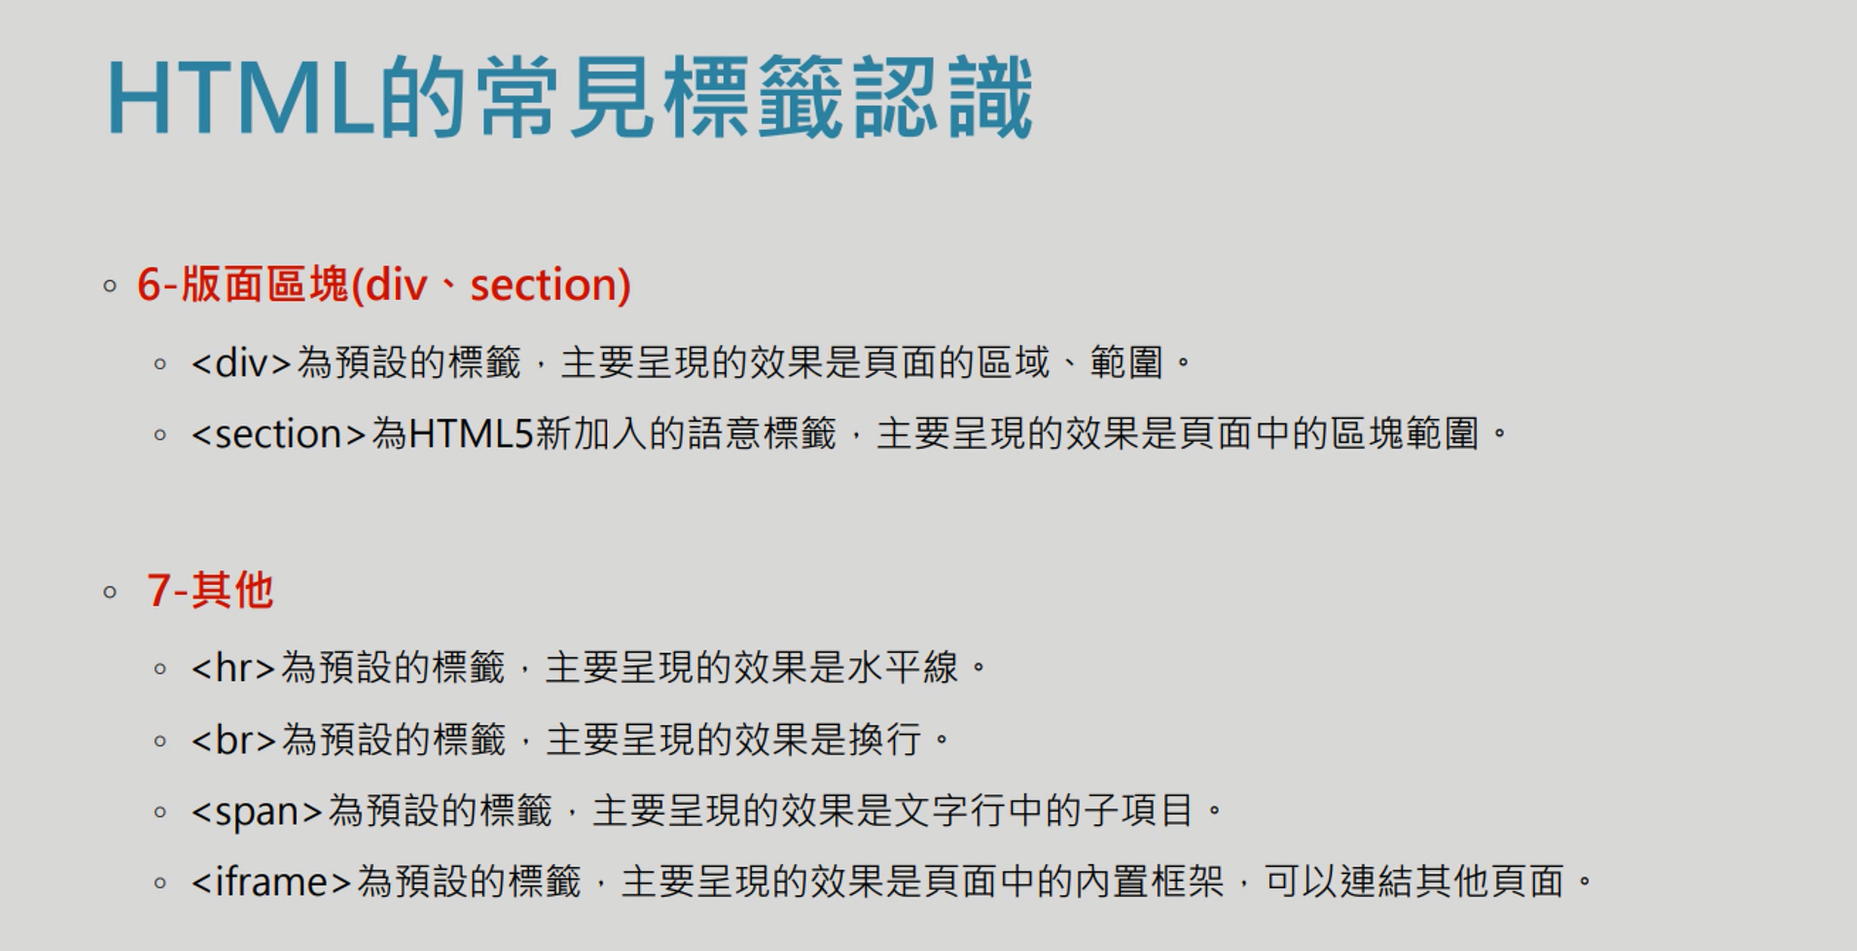 HTML的常見標籤認識
6-版面區塊(div、section)
<div>為預設的標籤，主要呈現的效果是頁面的區域、範圍。
<section>為HTML5新加入的語意標籤，主要呈現的效果是頁面中的區塊範圍。
7-其他
<hr>為預設的標籤，主要呈現的效果是水平線。
<br>為預設的標籤，主要呈現的效果是換行。
<span>為預設的標籤，主要呈現的效果是文字行中的子項目。
<iframe>為預設的標籤，主要呈現的效果是頁面中的內置框架，可以連結其他頁面。